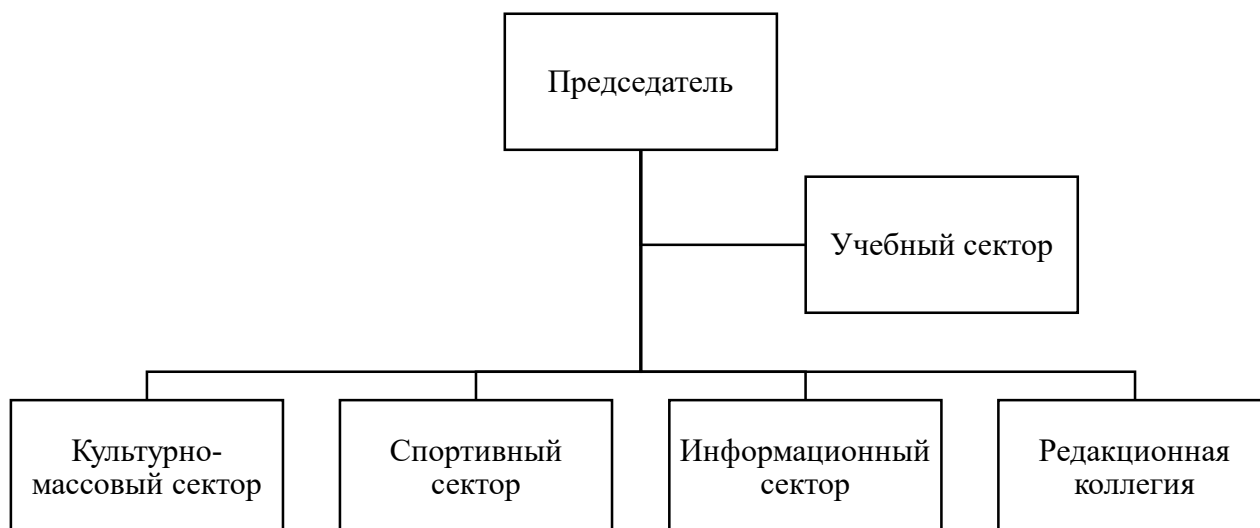 Председатель
Учебный сектор
Культурно-
массовый сектор
Спортивный
сектор
Информационный
сектор
Редакционная
коллегия